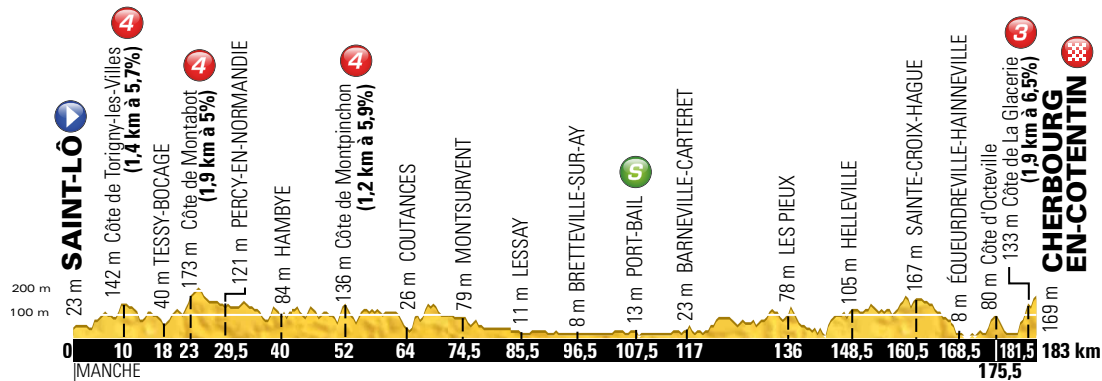 23 m SAINT-LÔ
142 m Côte de Torigny-les-Villes
(1,4 km à 5,7%)
4
40 m TESSY-BOCAGE
173 m Côte de Montabot
(1,9 km à 5%)
4
1121 m PERCY-EN-NORMANDIE
84 m HAMBYE
136 m Côte de Montpinchon
(1,2 km à 5,9%)
4
26 m COUTANCES
79 m MONTSURVENT
11 m LESSAY
8 m BRETTEVILLE-SUR-AY
13 m PORT-BAIL
S
23 m BARNEVILLE-CARTERET
78 m LES PIEUX
105 m HELLEVILLE
167 m SAINTE-CROIX-HAGUE
8 m ÉQUEURDREVILLE-HAINNEVILLE
80 m Côte d'Octeville
133 m Côte de La Glacerie
(1,9 km à 6,5%)
3
169 m CHERBOURG
EN-COTENTIN
200 m
100 m
0 10 18 23 29,5 40 52 64 74,5 85,5 96,5 107,5 117 136 148,5 160,5 168,5 181,5 183 km
175,5
MANCHE